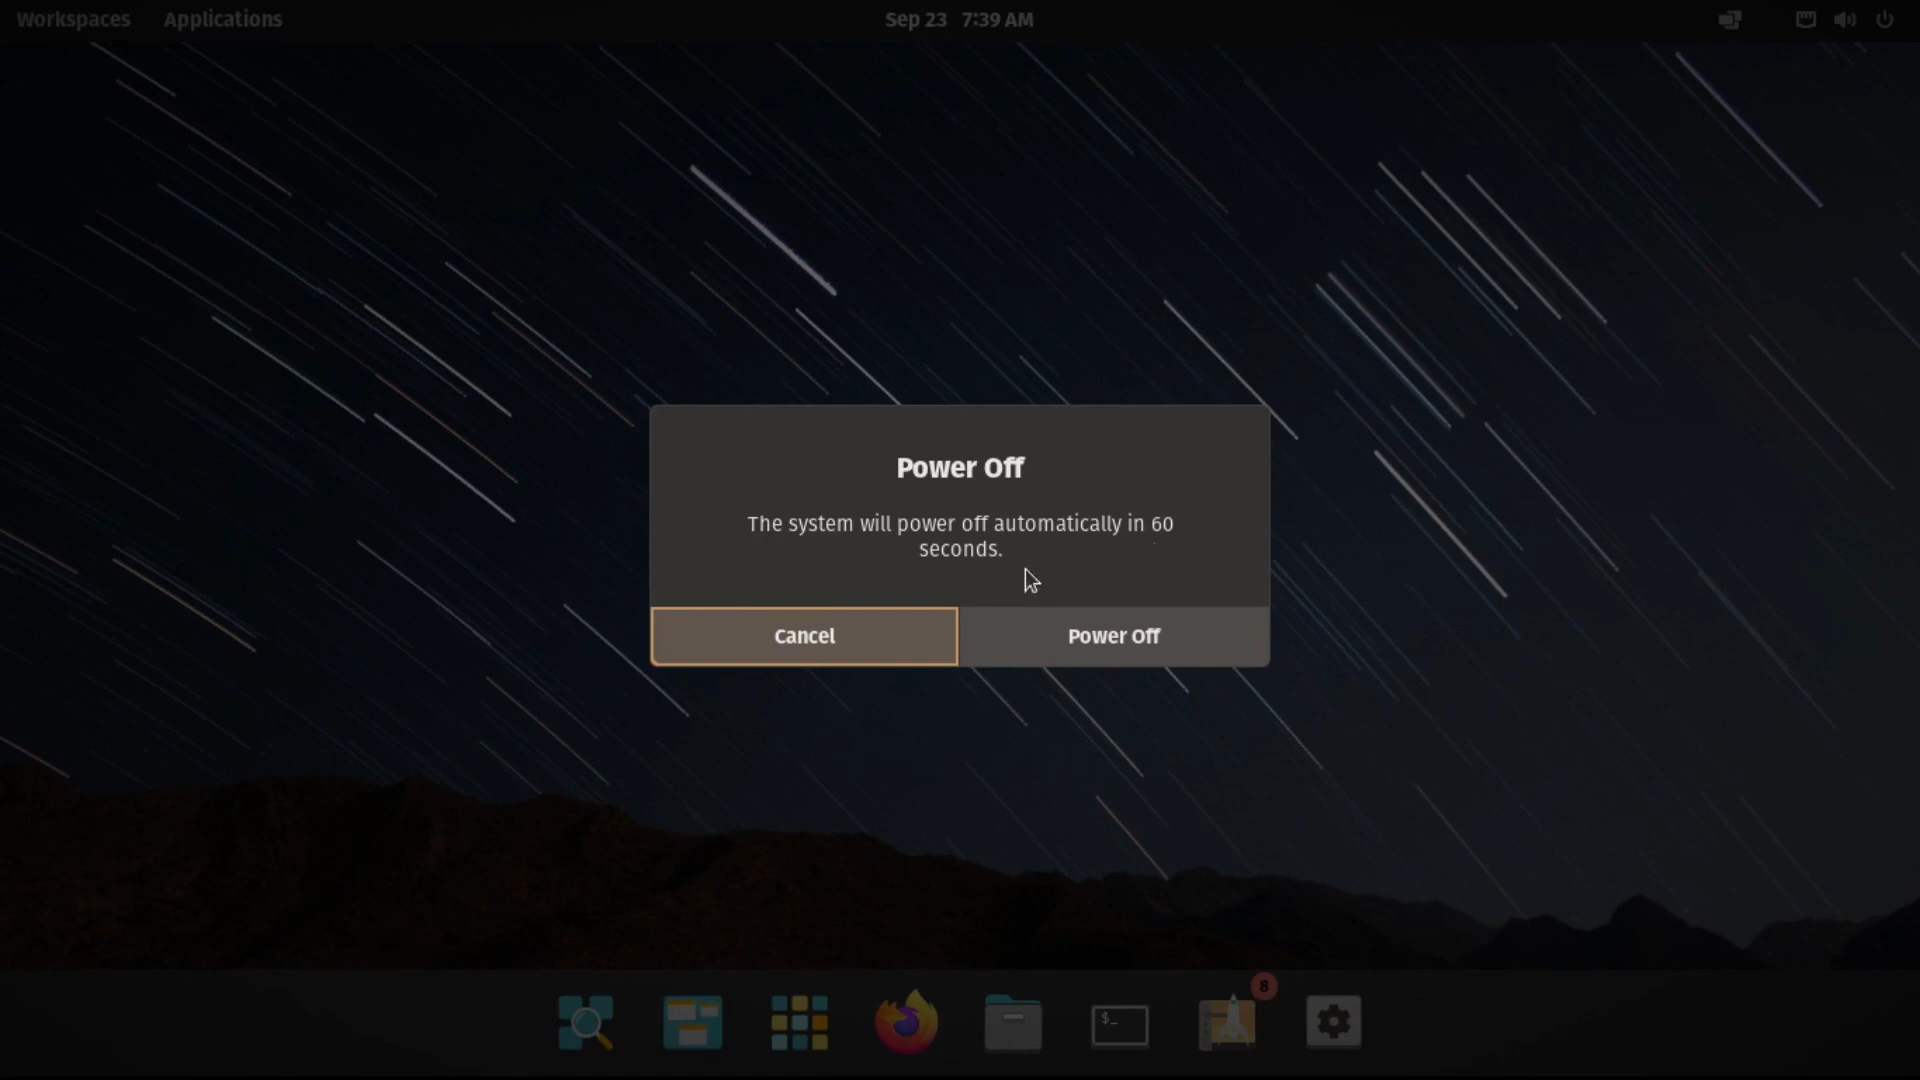 Workspaces Applications Sep 23 7:39 AM
Power Off
The system will power off automatically in 60
seconds.
Cancel Power Off
8
$_